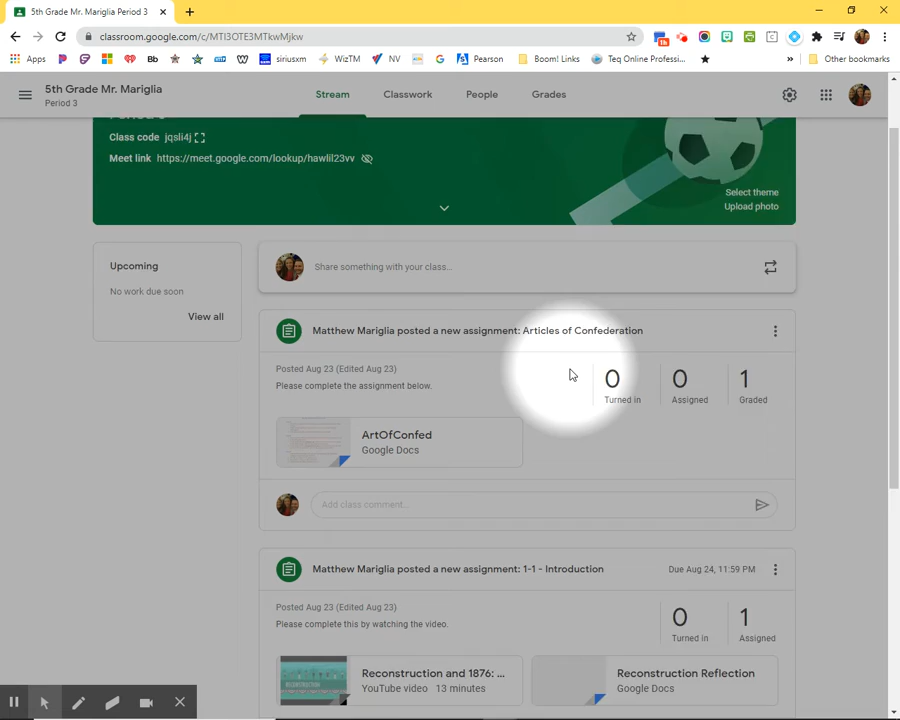 5th Grade Mr. Mariglia Period 3
classroom.google.com/c/MTI3OTE3MTkwMjkw
Apps
Bb
W
siriusxm
WizTM
NV
G
Pearson
Boom! Links
Teq Online Professi...
»
Other bookmarks
5th Grade Mr. Mariglia
Period 3
Stream
Classwork
People
Grades
Class code jqsli4j
Meet link https://meet.google.com/lookup/hawlil23vv
Select theme
Upload photo
Upcoming
No work due soon
View all
Share something with your class...
Matthew Mariglia posted a new assignment: Articles of Confederation
Posted Aug 23 (Edited Aug 23)
Please complete the assignment below.
0
Turned in
0
Assigned
1
Graded
ArtOfConfed
Google Docs
Add class comment...
Matthew Mariglia posted a new assignment: 1-1 - Introduction
Due Aug 24, 11:59 PM
Posted Aug 23 (Edited Aug 23)
Please complete this by watching the video.
0
Turned in
1
Assigned
Reconstruction and 1876: ...
YouTube video 13 minutes
Reconstruction Reflection
Google Docs